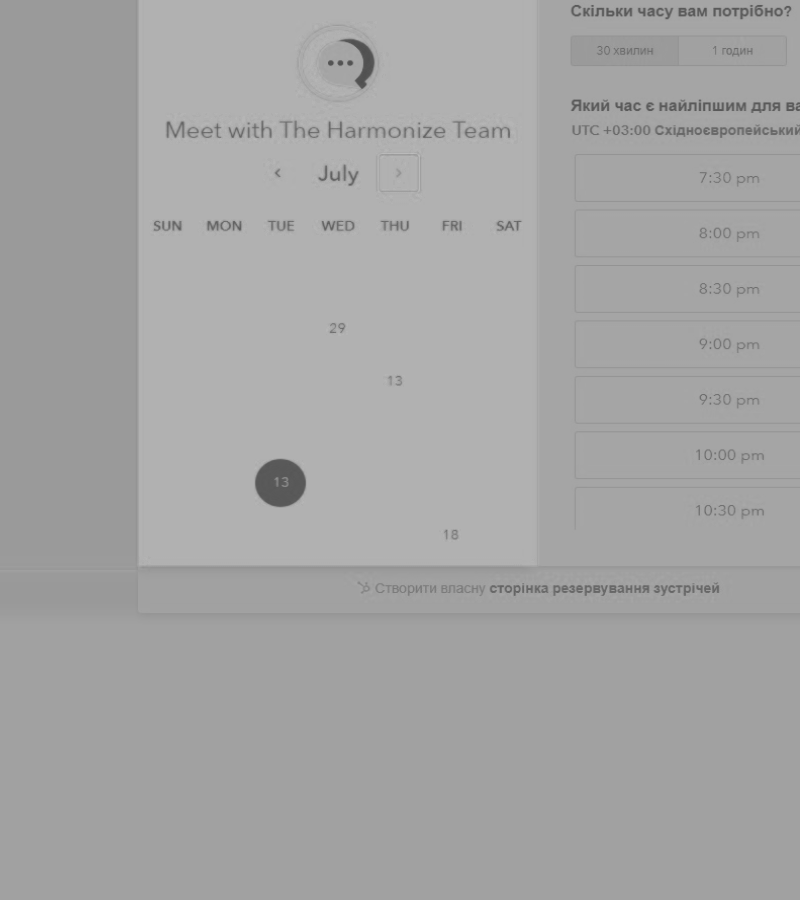 Скільки часу вам потрібно?
30 хвилин
1 годин
Meet with The Harmonize Team
Який час є найліпшим для ва
UTC +03:00 Східноєвропейський
‹ July ›
SUN MON TUE WED THU FRI SAT
29
13
13
18
7:30 pm
8:00 pm
8:30 pm
9:00 pm
9:30 pm
10:00 pm
10:30 pm
Створити власну сторінка резервування зустрічей